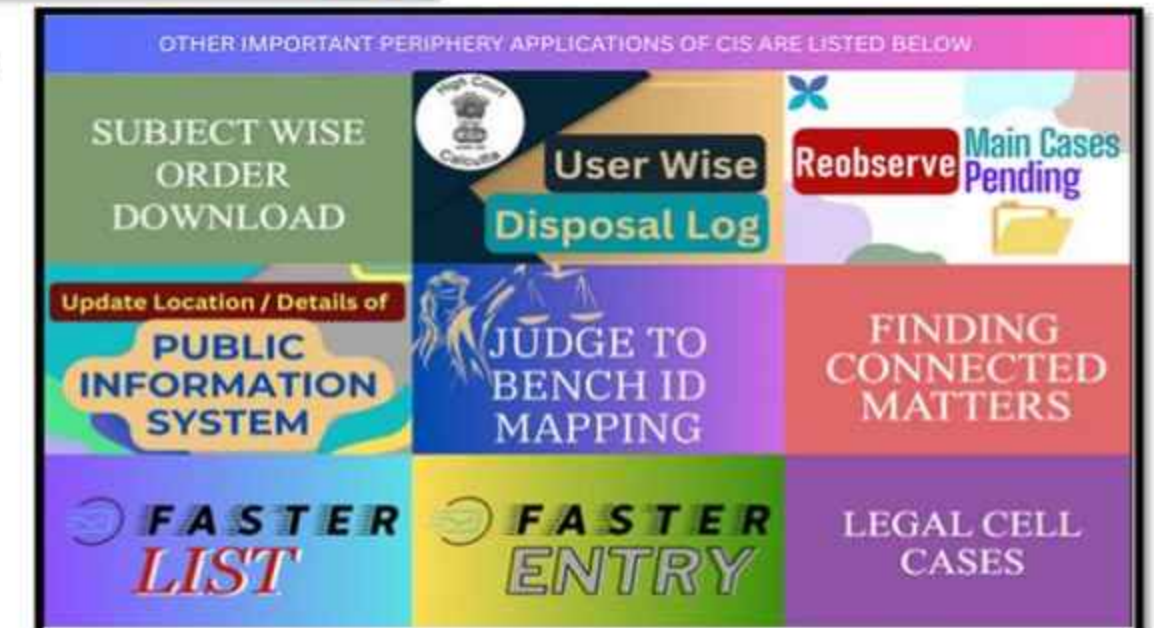 OTHER IMPORTANT PERIPHERY APPLICATIONS OF CIS ARE LISTED BELOW
SUBJECT WISE
ORDER
DOWNLOAD
High Court
Calcutta
User Wise
Disposal Log
Reobserve
Main Cases
Pending
Update Location / Details of
PUBLIC
INFORMATION
SYSTEM
JUDGE TO
BENCH ID
MAPPING
FINDING
CONNECTED
MATTERS
FASTER
LIST
FASTER
ENTRY
LEGAL CELL
CASES